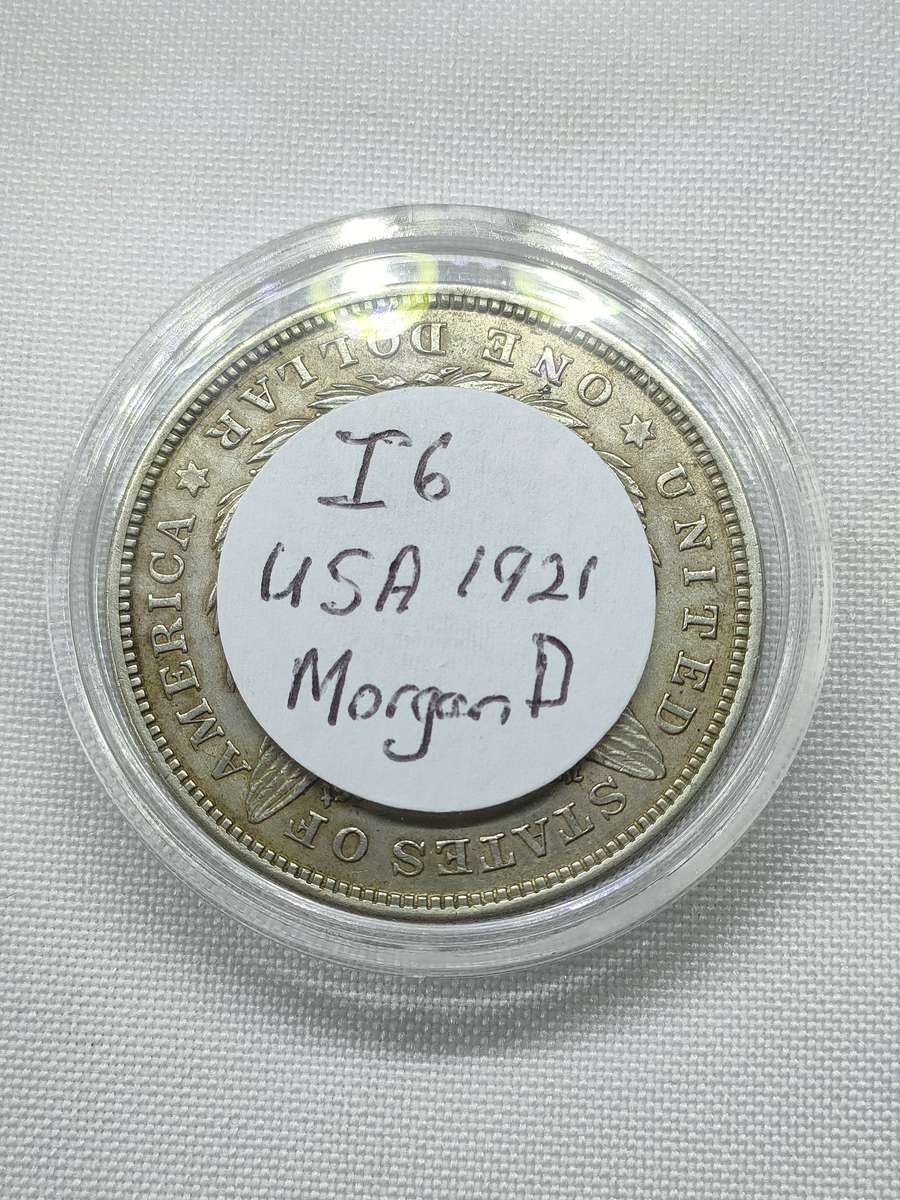 I6
USA 1921
Morgan D
UNITED STATES OF AMERICA
ONE DOLLAR